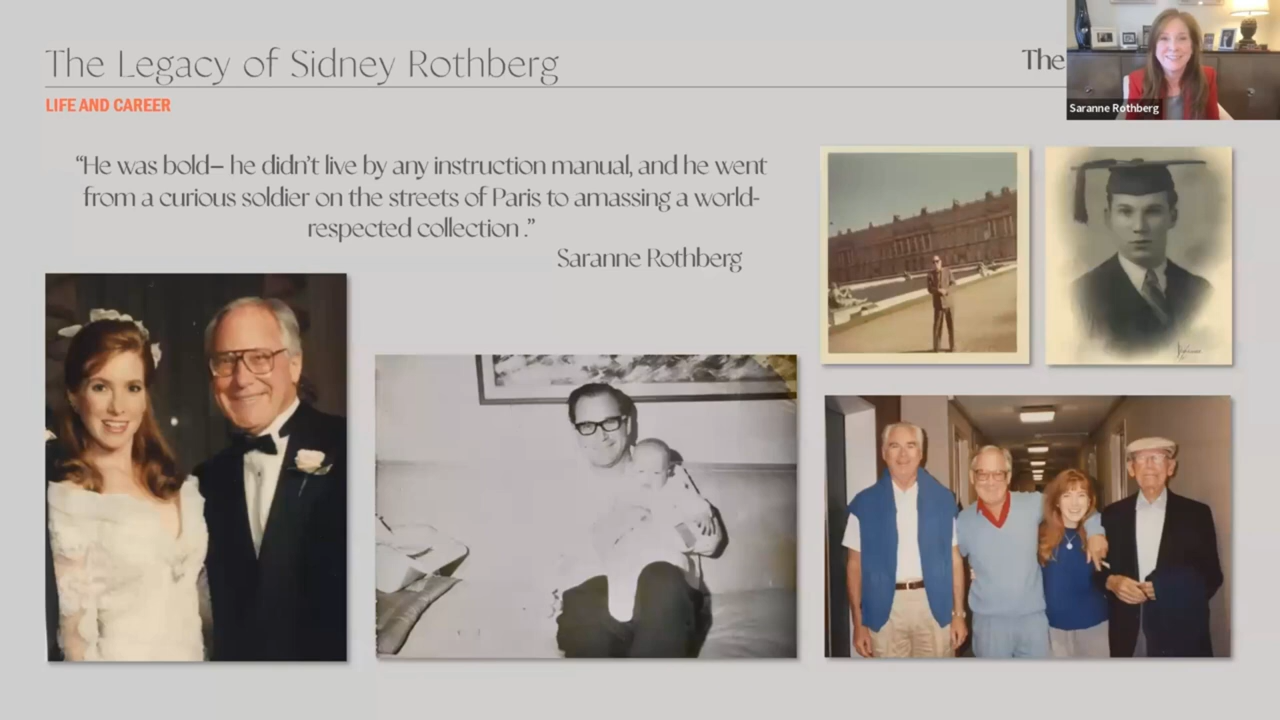 The Legacy of Sidney Rothberg
The
Saranne Rothberg
LIFE AND CAREER
“He was bold– he didn’t live by any instruction manual, and he went
from a curious soldier on the streets of Paris to amassing a world-
respected collection .”
Saranne Rothberg